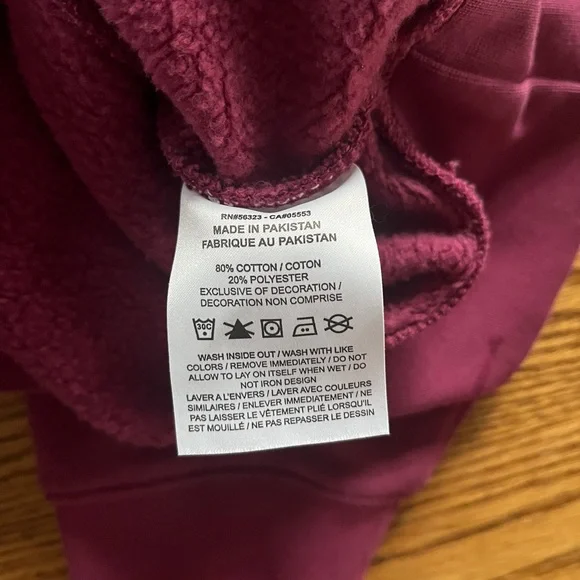 RN#56323 - CA#05553
MADE IN PAKISTAN
FABRIQUE AU PAKISTAN
80% COTTON / COTON
20% POLYESTER
EXCLUSIVE OF DECORATION /
DECORATION NON COMPRISE
30C
WASH INSIDE OUT / WASH WITH LIKE
COLORS / REMOVE IMMEDIATELY / DO NOT
ALLOW TO LAY ON ITSELF WHEN WET / DO
NOT IRON DESIGN
LAVER A L'ENVERS / LAVER AVEC COULEURS
SIMILAIRES / ENLEVER IMMEDIATEMENT / NE
PAS LAISSER LE VÊTEMENT PLIÉ LORSQU'IL
EST MOUILLÉ / NE PAS REPASSER LE DESSIN